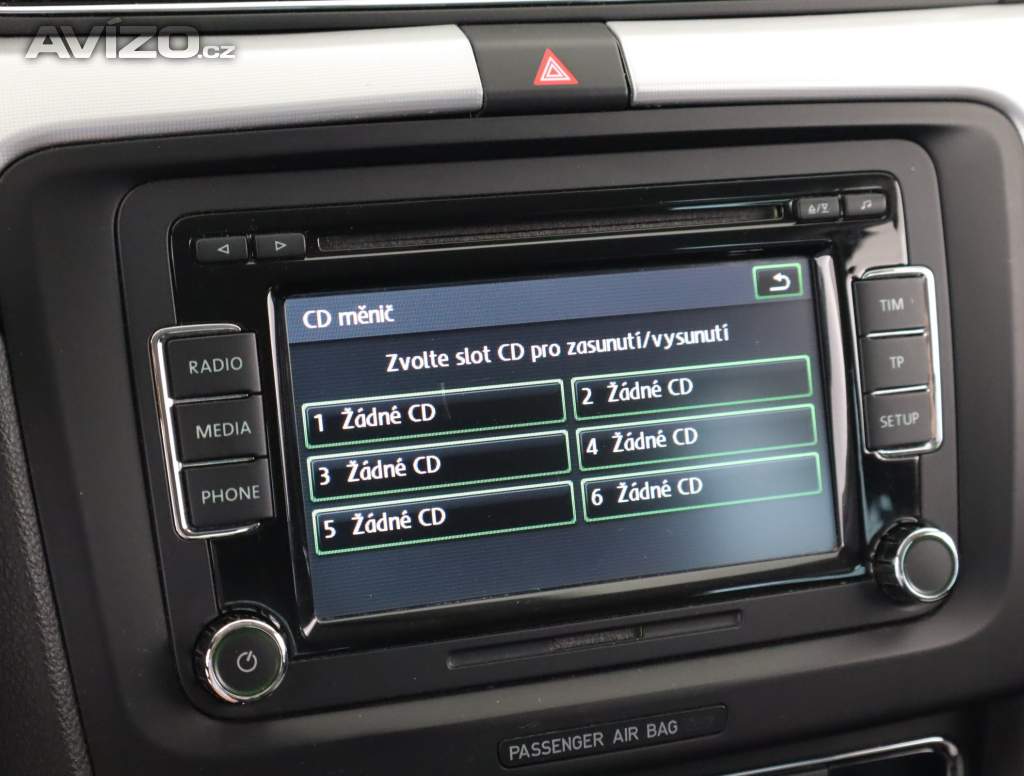 AVÍZO.cz
CD měnič
Zvolte slot CD pro zasunutí/vysunutí
1 Žádné CD
2 Žádné CD
3 Žádné CD
4 Žádné CD
5 Žádné CD
6 Žádné CD
RADIO
MEDIA
PHONE
TIM
TP
SETUP
PASSENGER AIR BAG